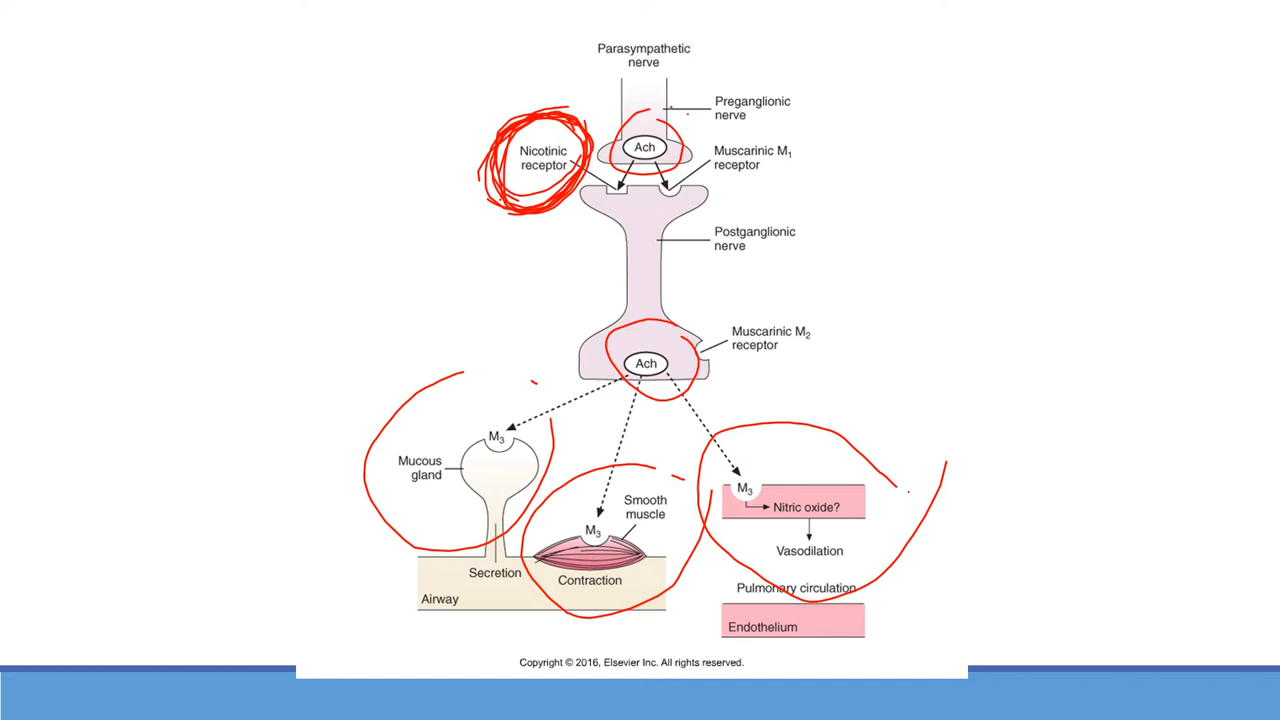 Parasympathetic
nerve
Preganglionic
nerve
Ach
Nicotinic
receptor
Muscarinic M₁
receptor
Postganglionic
nerve
Muscarinic M₂
receptor
Ach
M₃
Mucous
gland
Secretion
Airway
Smooth
muscle
M₃
Contraction
M₃
Nitric oxide?
Vasodilation
Pulmonary circulation
Endothelium
Copyright © 2016, Elsevier Inc. All rights reserved.